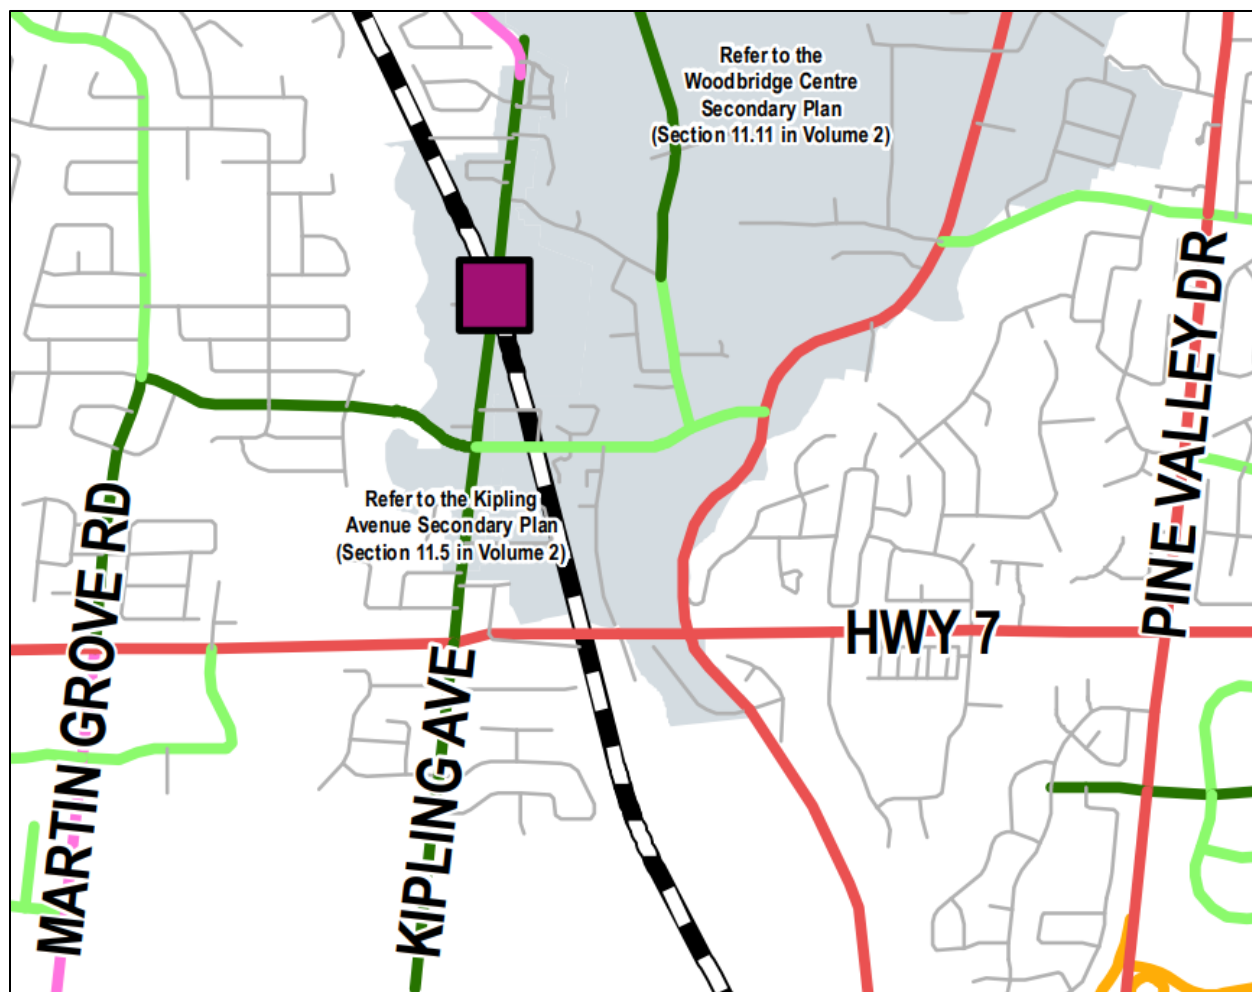 Refer to the
Woodbridge Centre
Secondary Plan
(Section 11.11 in Volume 2)
PINE VALLEY DR
Refer to the Kipling
Avenue Secondary Plan
(Section 11.5 in Volume 2)
HWY 7
MARTIN GROVE RD
KIPLING AVE